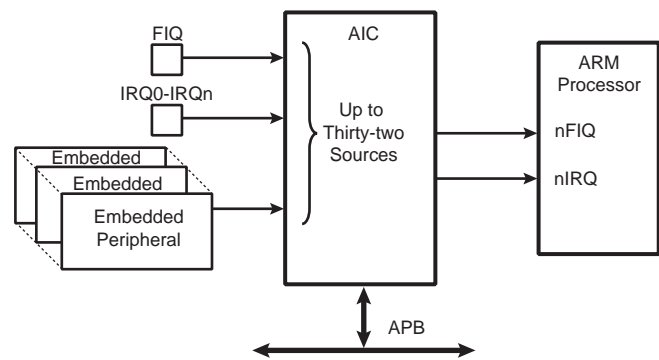 FIQ
IRQ0-IRQn
Embedded
Embedded
Embedded
Peripheral
AIC
Up to
Thirty-two
Sources
ARM
Processor
nFIQ
nIRQ
APB